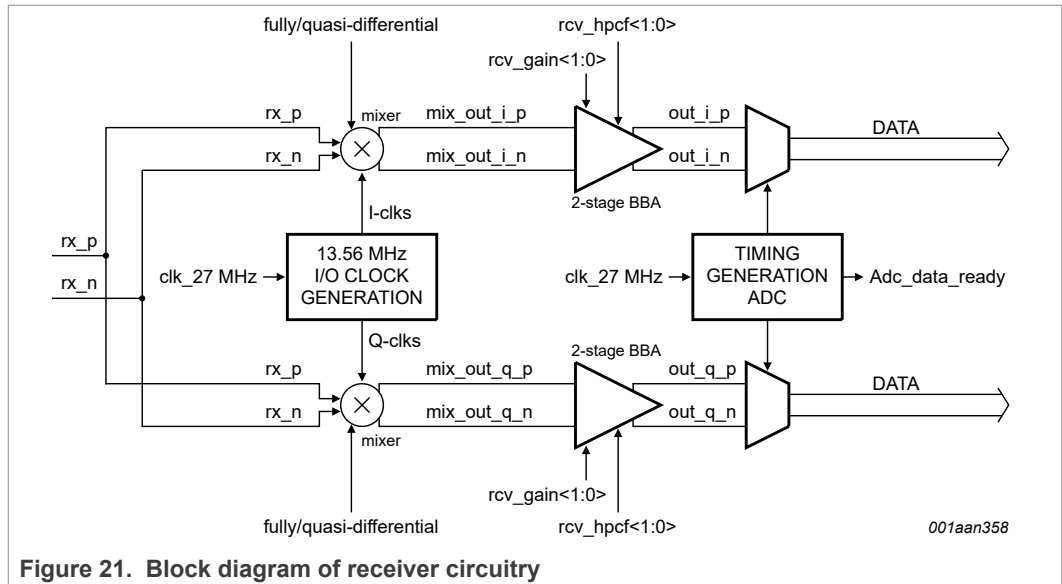 fully/quasi-differential
rcv_hpcf<1:0>
rcv_gain<1:0>
rx_p
mixer
mix_out_i_p
out_i_p
DATA
rx_n
mix_out_i_n
out_i_n
2-stage BBA
I-clks
rx_p
rx_n
clk_27 MHz
13.56 MHz
I/O CLOCK
GENERATION
clk_27 MHz
TIMING
GENERATION
ADC
Adc_data_ready
Q-clks
2-stage BBA
rx_p
mix_out_q_p
out_q_p
DATA
rx_n
mix_out_q_n
out_q_n
mixer
rcv_gain<1:0>
fully/quasi-differential
rcv_hpcf<1:0>
001aan358
Figure 21. Block diagram of receiver circuitry